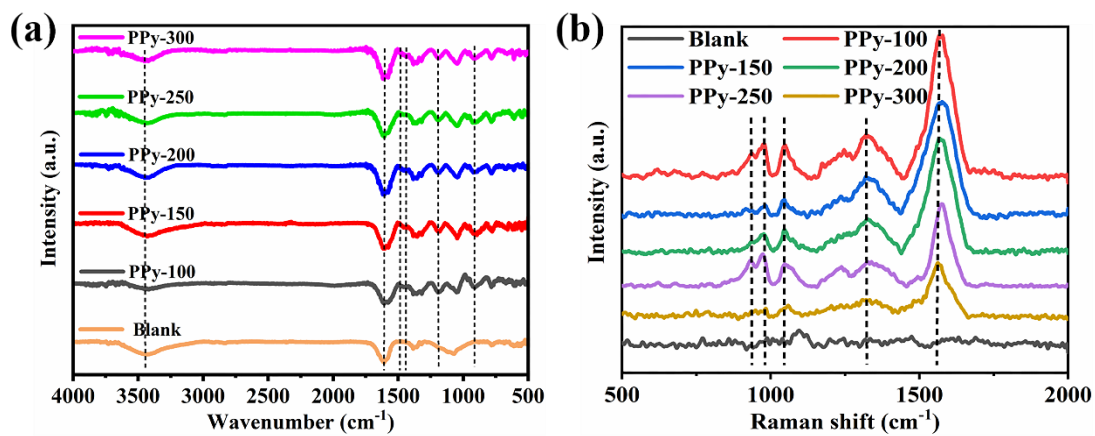 (a)
PPy-300
PPy-250
PPy-200
PPy-150
PPy-100
Blank
Intensity (a.u.)
4000 3500 3000 2500 2000 1500 1000 500
Wavenumber (cm-1)
(b)
Blank PPy-100
PPy-150 PPy-200
PPy-250 PPy-300
Intensity (a.u.)
500 1000 1500 2000
Raman shift (cm-1)